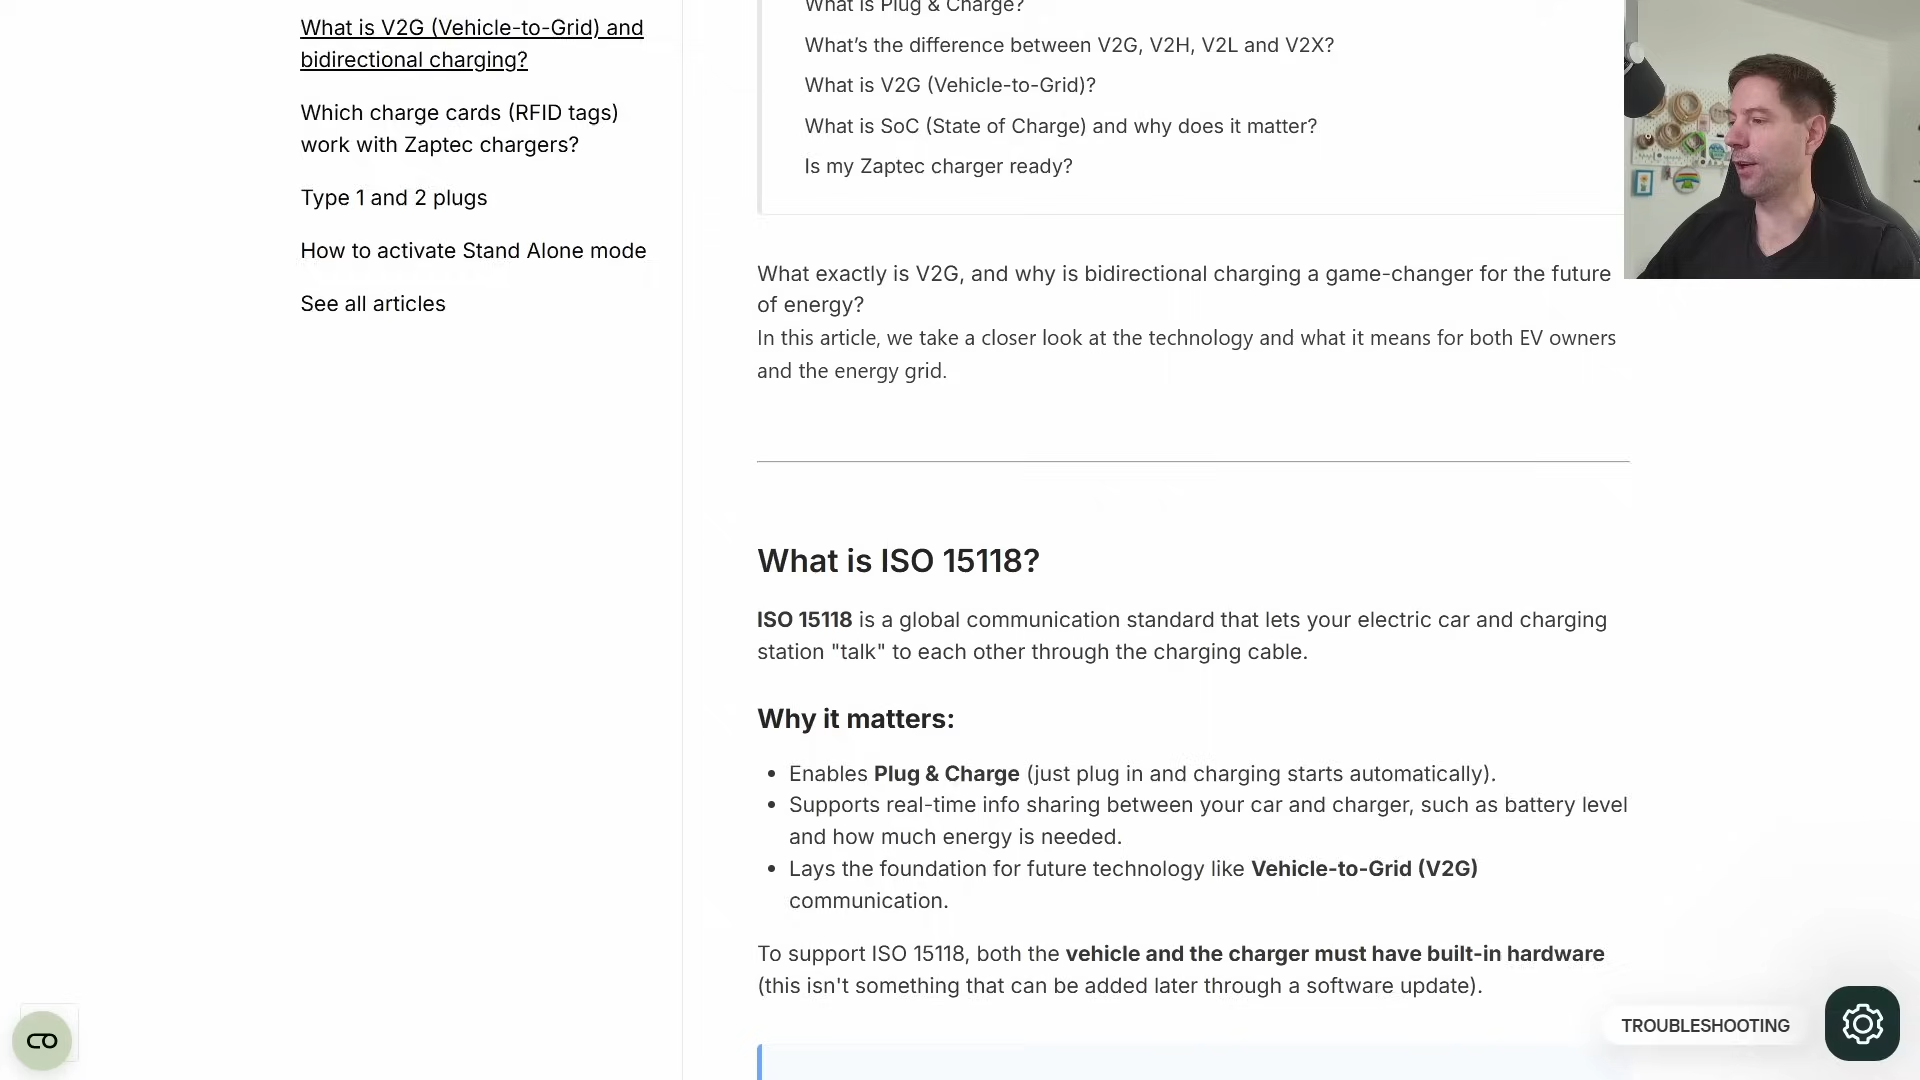 What is V2G (Vehicle-to-Grid) and
bidirectional charging?
Which charge cards (RFID tags)
work with Zaptec chargers?
Type 1 and 2 plugs
How to activate Stand Alone mode
See all articles
What is Plug & Charge?
What's the difference between V2G, V2H, V2L and V2X?
What is V2G (Vehicle-to-Grid)?
What is SoC (State of Charge) and why does it matter?
Is my Zaptec charger ready?
What exactly is V2G, and why is bidirectional charging a game-changer for the future
of energy?
In this article, we take a closer look at the technology and what it means for both EV owners
and the energy grid.
What is ISO 15118?
ISO 15118 is a global communication standard that lets your electric car and charging
station "talk" to each other through the charging cable.
Why it matters:
• Enables Plug & Charge (just plug in and charging starts automatically).
• Supports real-time info sharing between your car and charger, such as battery level
and how much energy is needed.
• Lays the foundation for future technology like Vehicle-to-Grid (V2G)
communication.
To support ISO 15118, both the vehicle and the charger must have built-in hardware
(this isn't something that can be added later through a software update).
TROUBLESHOOTING